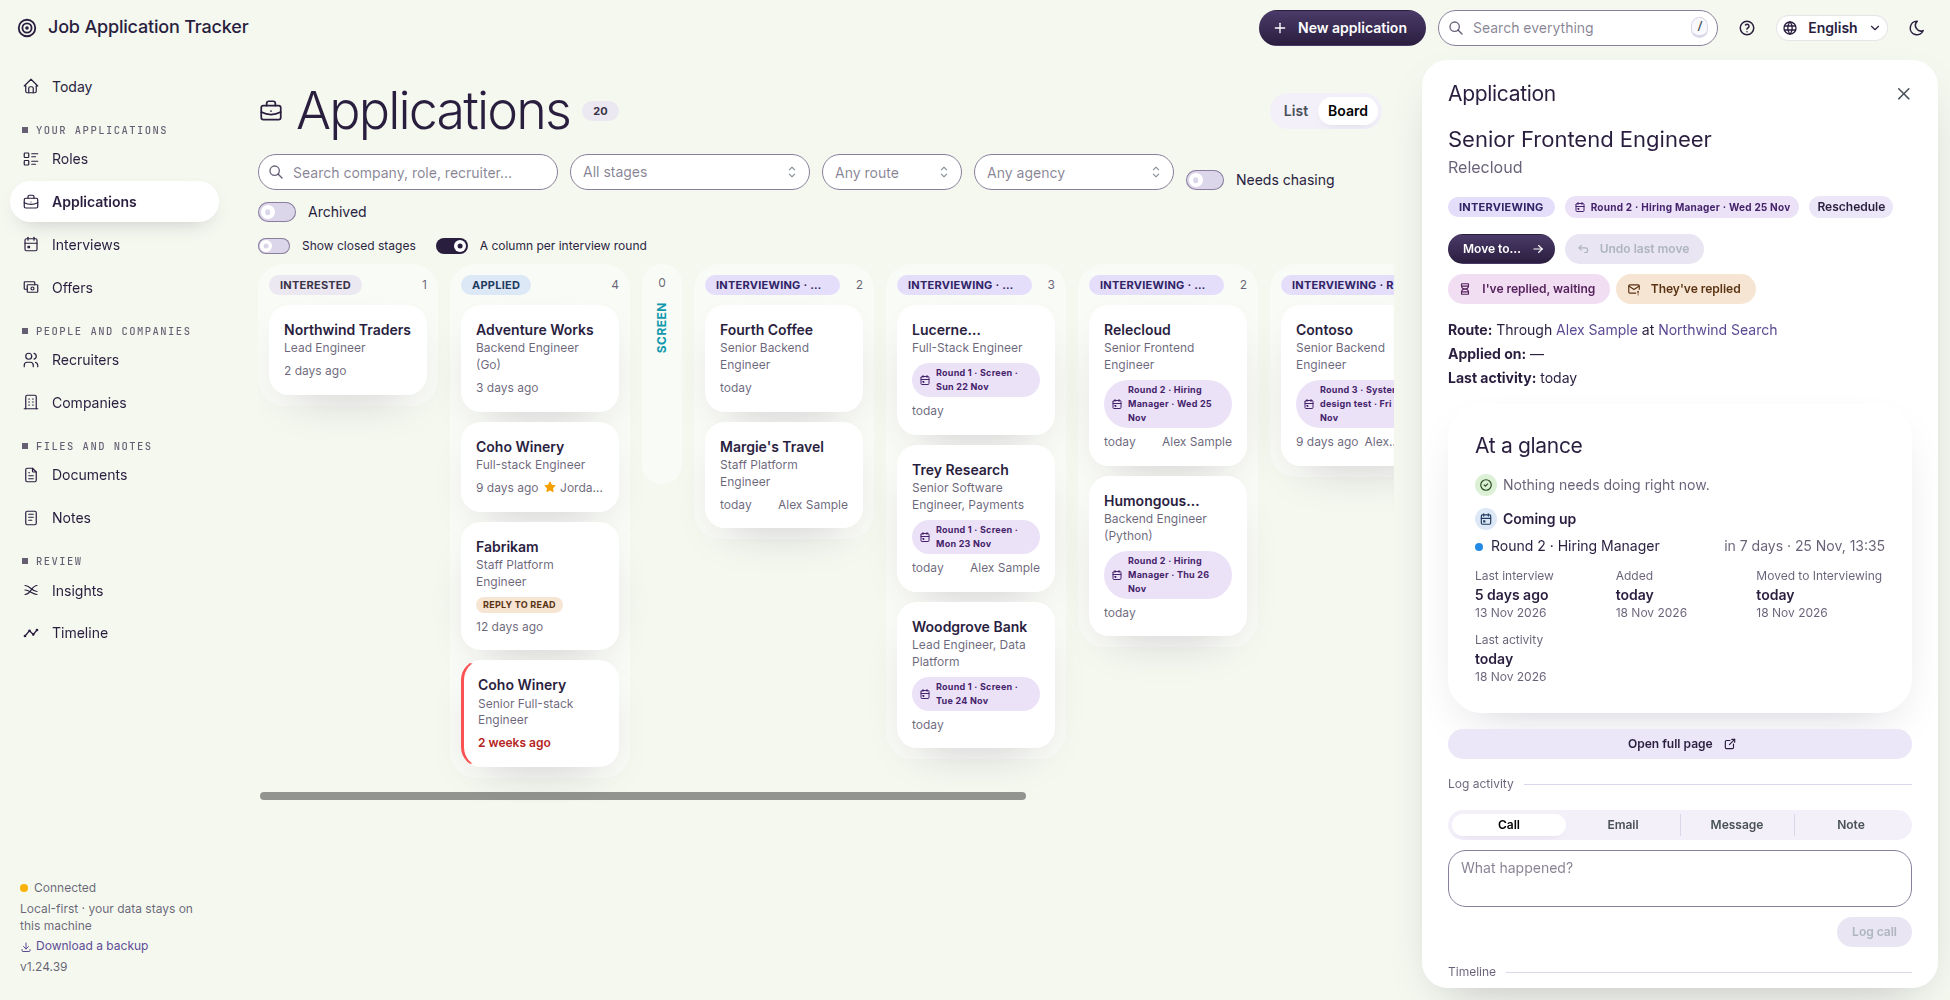 Job Application Tracker
New application
Search everything
/
English
Today
YOUR APPLICATIONS
Roles
Applications
Interviews
Offers
PEOPLE AND COMPANIES
Recruiters
Companies
FILES AND NOTES
Documents
Notes
REVIEW
Insights
Timeline
Connected
Local-first · your data stays on
this machine
Download a backup
v1.24.39
Applications
20
List
Board
Search company, role, recruiter...
All stages
Any route
Any agency
Needs chasing
Archived
Show closed stages
A column per interview round
INTERESTED
1
Northwind Traders
Lead Engineer
2 days ago
APPLIED
4
Adventure Works
Backend Engineer
(Go)
3 days ago
Coho Winery
Full-stack Engineer
9 days ago
Jorda...
Fabrikam
Staff Platform
Engineer
REPLY TO READ
12 days ago
Coho Winery
Senior Full-stack
Engineer
2 weeks ago
0
SCREEN
INTERVIEWING · ...
2
Fourth Coffee
Senior Backend
Engineer
today
Margie's Travel
Staff Platform
Engineer
today
Alex Sample
INTERVIEWING · ...
3
Lucerne...
Full-Stack Engineer
Round 1 · Screen ·
Sun 22 Nov
today
Trey Research
Senior Software
Engineer, Payments
Round 1 · Screen ·
Mon 23 Nov
today
Alex Sample
Woodgrove Bank
Lead Engineer, Data
Platform
Round 1 · Screen ·
Tue 24 Nov
today
INTERVIEWING · ...
2
Relecloud
Senior Frontend
Engineer
Round 2 · Hiring
Manager · Wed 25
Nov
today
Alex Sample
Humongous...
Backend Engineer
(Python)
Round 2 · Hiring
Manager · Thu 26
Nov
today
INTERVIEWING · R
Contoso
Senior Backend
Engineer
Round 3 · Syster
design test · Fri
Nov
9 days ago
Alex..
Application
Senior Frontend Engineer
Relecloud
INTERVIEWING
Round 2 · Hiring Manager · Wed 25 Nov
Reschedule
Move to...
Undo last move
I've replied, waiting
They've replied
Route: Through Alex Sample at Northwind Search
Applied on: —
Last activity: today
At a glance
Nothing needs doing right now.
Coming up
Round 2 · Hiring Manager
in 7 days · 25 Nov, 13:35
Last interview
5 days ago
13 Nov 2026
Added
today
18 Nov 2026
Moved to Interviewing
today
18 Nov 2026
Last activity
today
18 Nov 2026
Open full page
Log activity
Call
Email
Message
Note
What happened?
Log call
Timeline